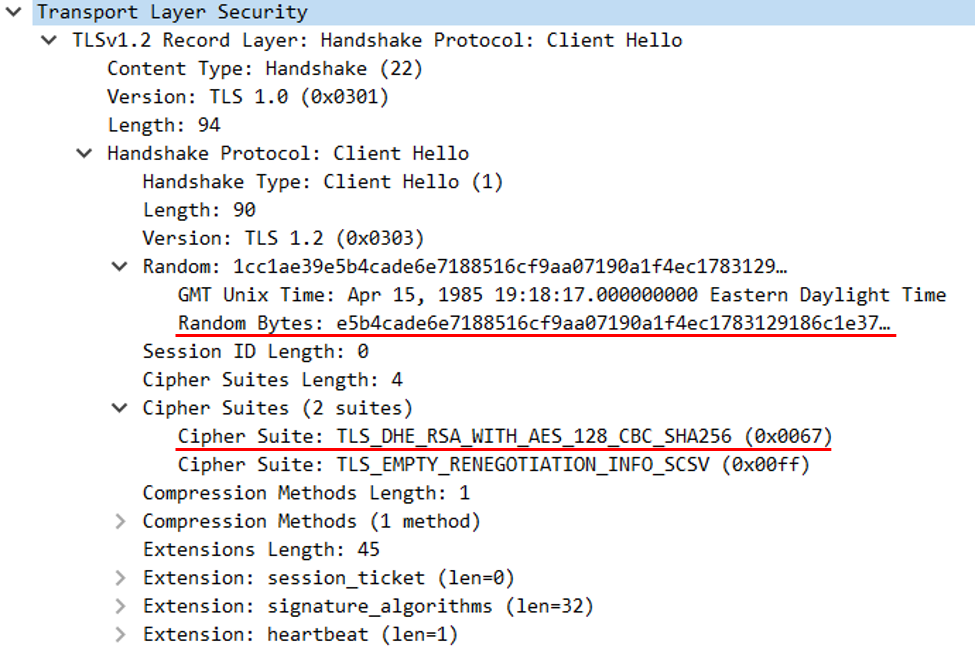 Transport Layer Security
TLSv1.2 Record Layer: Handshake Protocol: Client Hello
Content Type: Handshake (22)
Version: TLS 1.0 (0x0301)
Length: 94
Handshake Protocol: Client Hello
Handshake Type: Client Hello (1)
Length: 90
Version: TLS 1.2 (0x0303)
Random: 1cc1ae39e5b4cade6e7188516cf9aa07190a1f4ec1783129…
GMT Unix Time: Apr 15, 1985 19:18:17.000000000 Eastern Daylight Time
Random Bytes: e5b4cade6e7188516cf9aa07190a1f4ec1783129186c1e37…
Session ID Length: 0
Cipher Suites Length: 4
Cipher Suites (2 suites)
Cipher Suite: TLS_DHE_RSA_WITH_AES_128_CBC_SHA256 (0x0067)
Cipher Suite: TLS_EMPTY_RENEGOTIATION_INFO_SCSV (0x00ff)
Compression Methods Length: 1
Compression Methods (1 method)
Extensions Length: 45
Extension: session_ticket (len=0)
Extension: signature_algorithms (len=32)
Extension: heartbeat (len=1)